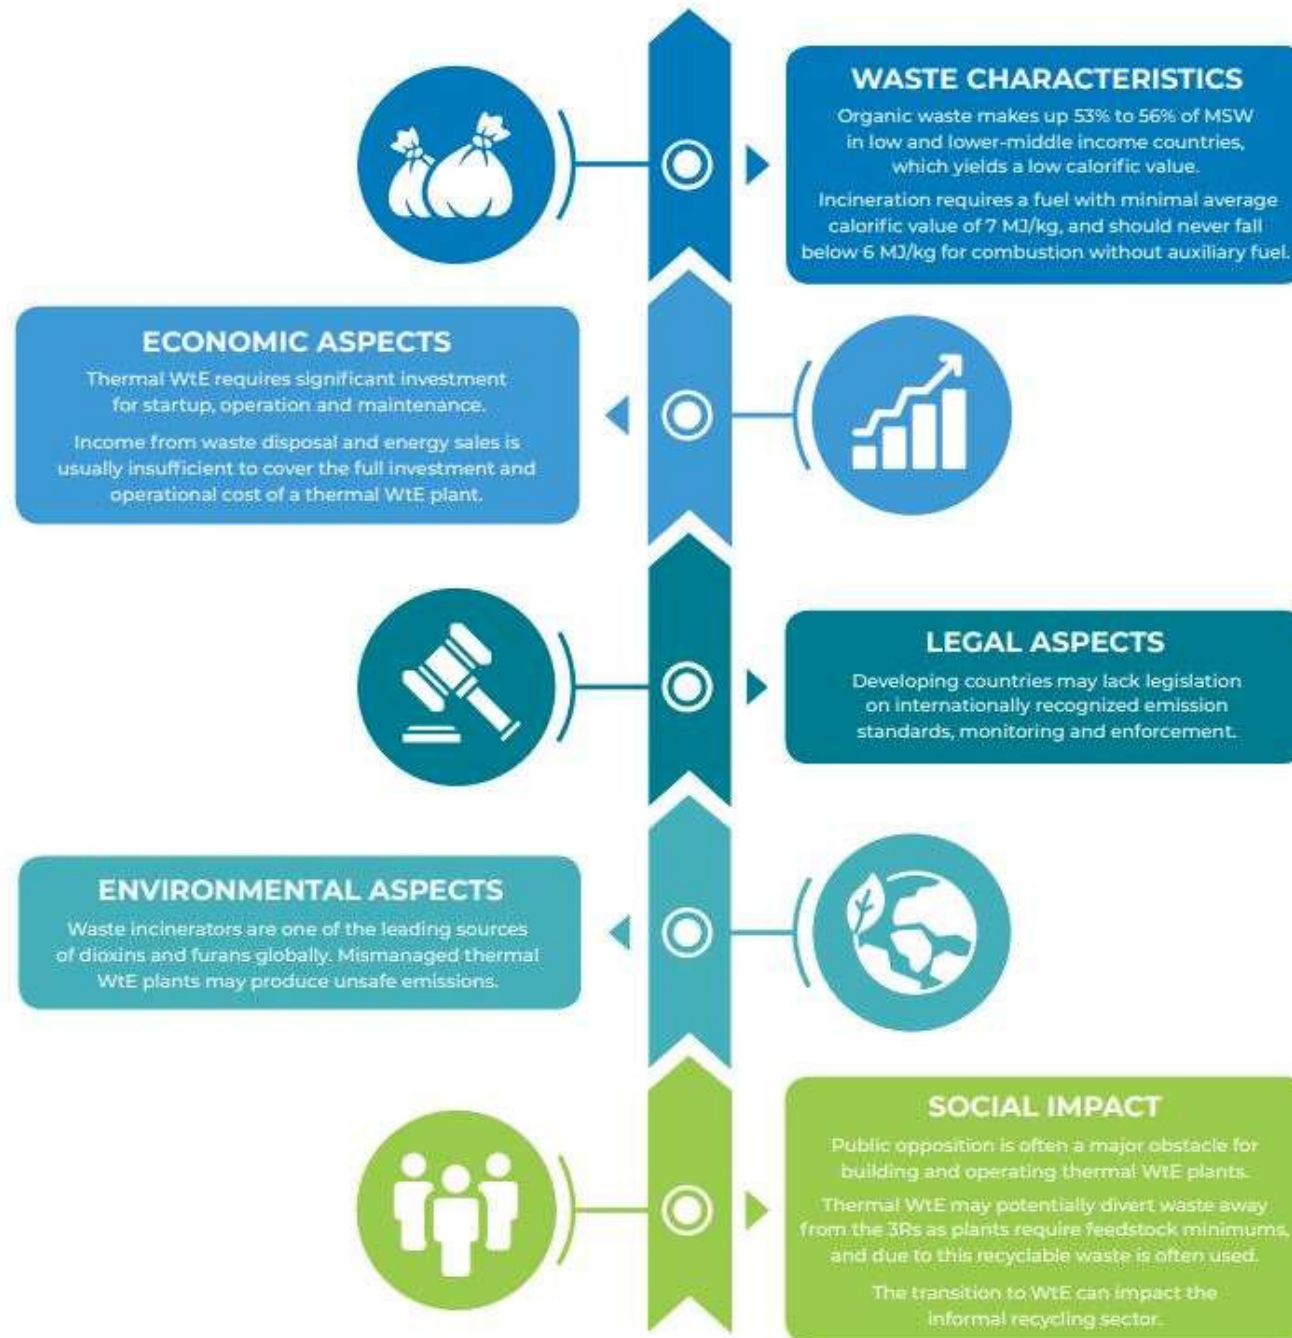 WASTE CHARACTERISTICS
Organic waste makes up 53% to 56% of MSW
in low and lower-middle income countries,
which yields a low calorific value.
Incineration requires a fuel with minimal average
calorific value of 7 MJ/kg, and should never fall
below 6 MJ/kg for combustion without auxiliary fuel.
ECONOMIC ASPECTS
Thermal WtE requires significant investment
for startup, operation and maintenance.
Income from waste disposal and energy sales is
usually insufficient to cover the full investment and
operational cost of a thermal WtE plant.
LEGAL ASPECTS
Developing countries may lack legislation
on internationally recognized emission
standards, monitoring and enforcement.
ENVIRONMENTAL ASPECTS
Waste incinerators are one of the leading sources
of dioxins and furans globally. Mismanaged thermal
WtE plants may produce unsafe emissions.
SOCIAL IMPACT
Public opposition is often a major obstacle for
building and operating thermal WtE plants.
Thermal WtE may potentially divert waste away
from the 3Rs as plants require feedstock minimums,
and due to this recyclable waste is often used.
The transition to WtE can impact the
informal recycling sector.